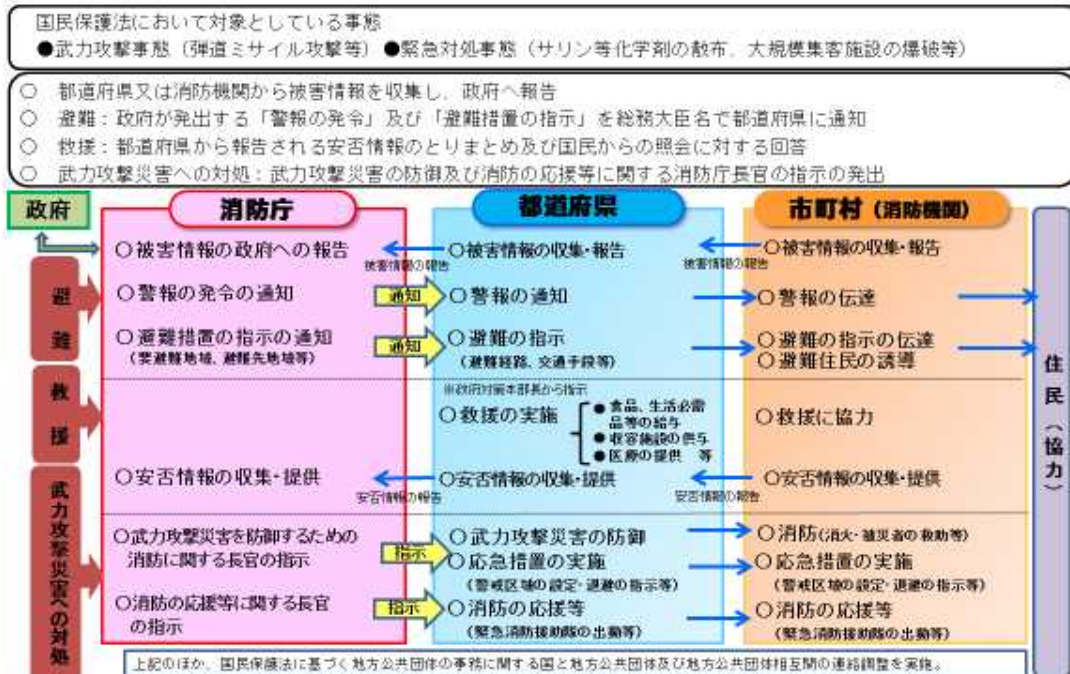 国民保護法において対象としている事態
●武力攻撃事態（弾道ミサイル攻撃等）●緊急対処事態（サリン等化学剤の散布、大規模集客施設の爆破等）
○ 都道府県又は消防機関から被害情報を収集し、政府へ報告
○ 避難：政府が発出する「警報の発令」及び「避難措置の指示」を総務大臣名で都道府県に通知
○ 救援：都道府県から報告される安否情報のとりまとめ及び国民からの照会に対する回答
○ 武力攻撃災害への対処：武力攻撃災害の防御及び消防の応援等に関する消防庁長官の指示の発出
政府
消防庁
都道府県
市町村（消防機関）
○被害情報の政府への報告
被害情報の報告
○被害情報の収集・報告
被害情報の報告
○被害情報の収集・報告
避難
○警報の発令の通知
通知
○警報の通知
○警報の伝達
○避難措置の指示の通知
（要避難地域、避難先地域等）
通知
○避難の指示
（避難経路、交通手段等）
○避難の指示の伝達
○避難住民の誘導
救援
※政府対策本部長から指示
○救援の実施
●食品、生活必需
品等の給与
●収容施設の供与
●医療の提供 等
○救援に協力
○安否情報の収集・提供
安否情報の報告
○安否情報の収集・提供
安否情報の報告
○安否情報の収集・提供
武力攻撃災害への対処
○武力攻撃災害を防御するための
消防に関する長官の指示
指示
○武力攻撃災害の防御
○応急措置の実施
（警戒区域の設定・退避の指示等）
○消防（消火・被災者の救助等）
○応急措置の実施
（警戒区域の設定・退避の指示等）
○消防の応援等に関する長官
の指示
指示
○消防の応援等
（緊急消防援助隊の出動等）
○消防の応援等
（緊急消防援助隊の出動等）
住民（協力）
上記のほか、国民保護法に基づく地方公共団体の事務に関する国と地方公共団体及び地方公共団体相互間の連絡調整を実施。